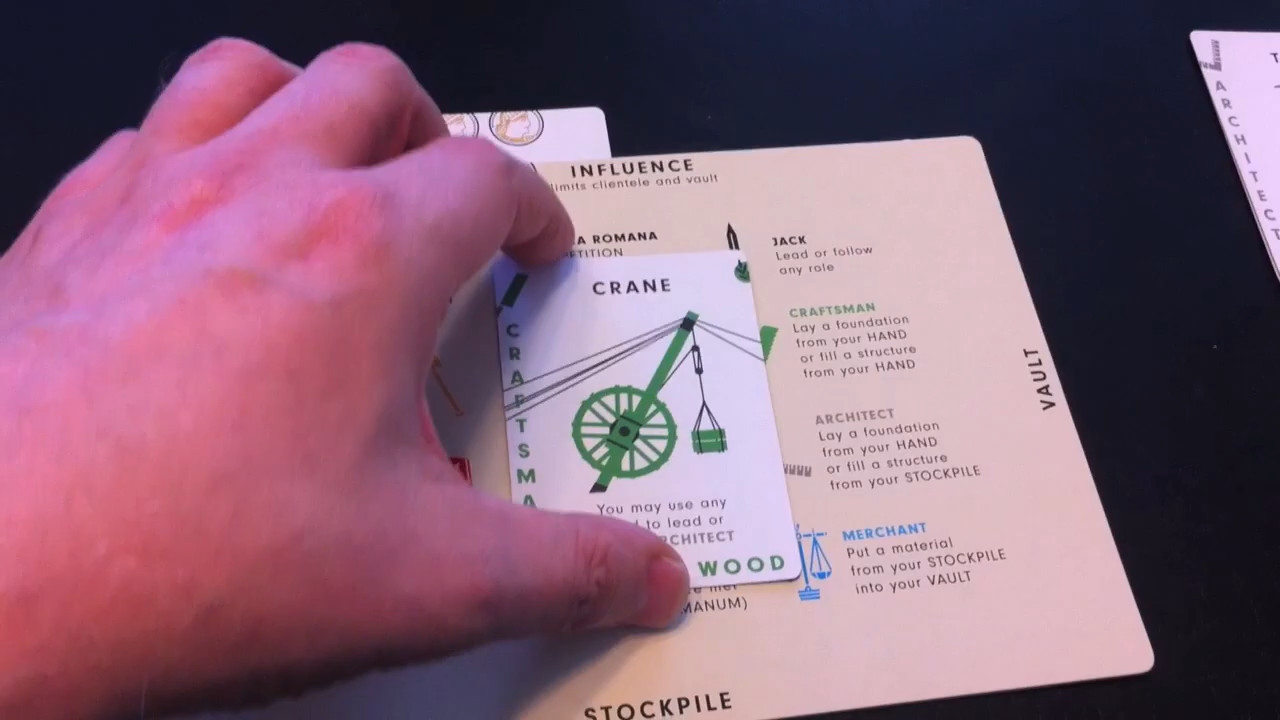 INFLUENCE
limits clientele and vault
ROMANA
JACK
Lead or follow
any role
CRANE
CRAFTSMAN
Lay a foundation
from your HAND
or fill a structure
from your HAND
CRAFTSMA
VAULT
ARCHITECT
Lay a foundation
from your HAND
or fill a structure
from your STOCKPILE
You may use any
to lead or
WOOD
MERCHANT
Put a material
from your STOCKPILE
into your VAULT
MANUM)
STOCKPILE
ARCHITECT